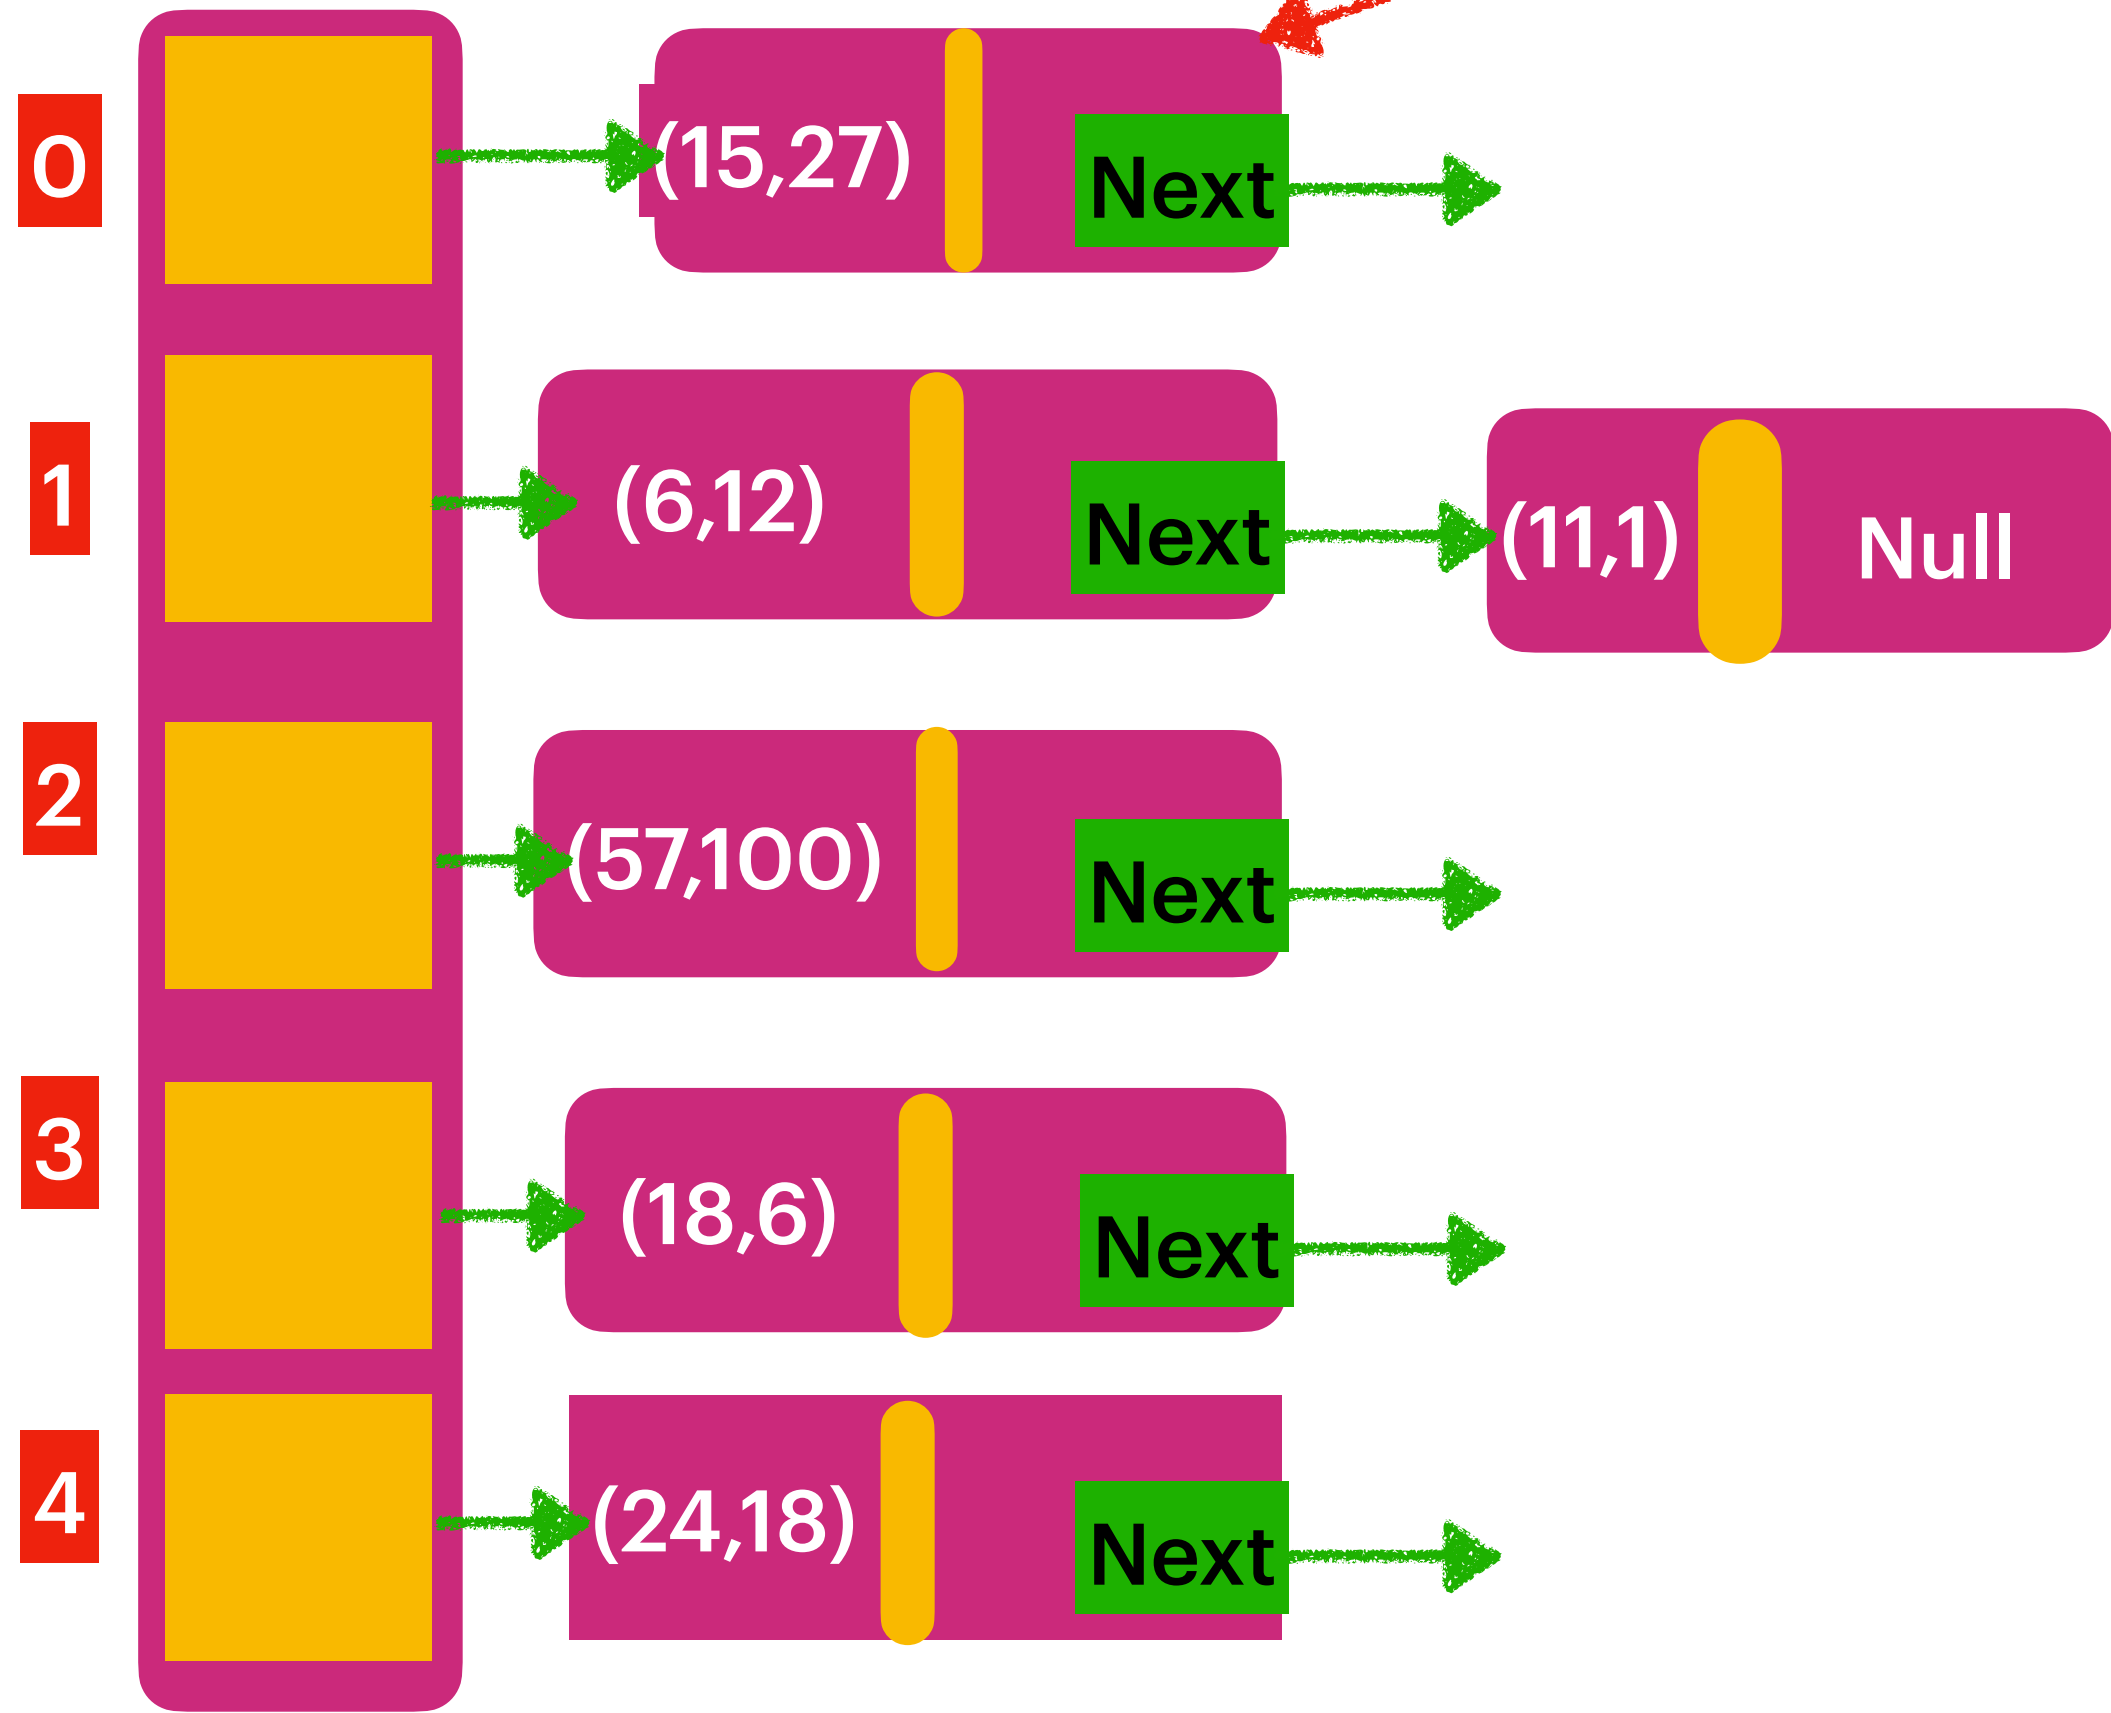 0
(15,27)
Next
1
(6,12)
Next
(11,1)
Null
2
(57,100)
Next
3
(18,6)
Next
4
(24,18)
Next